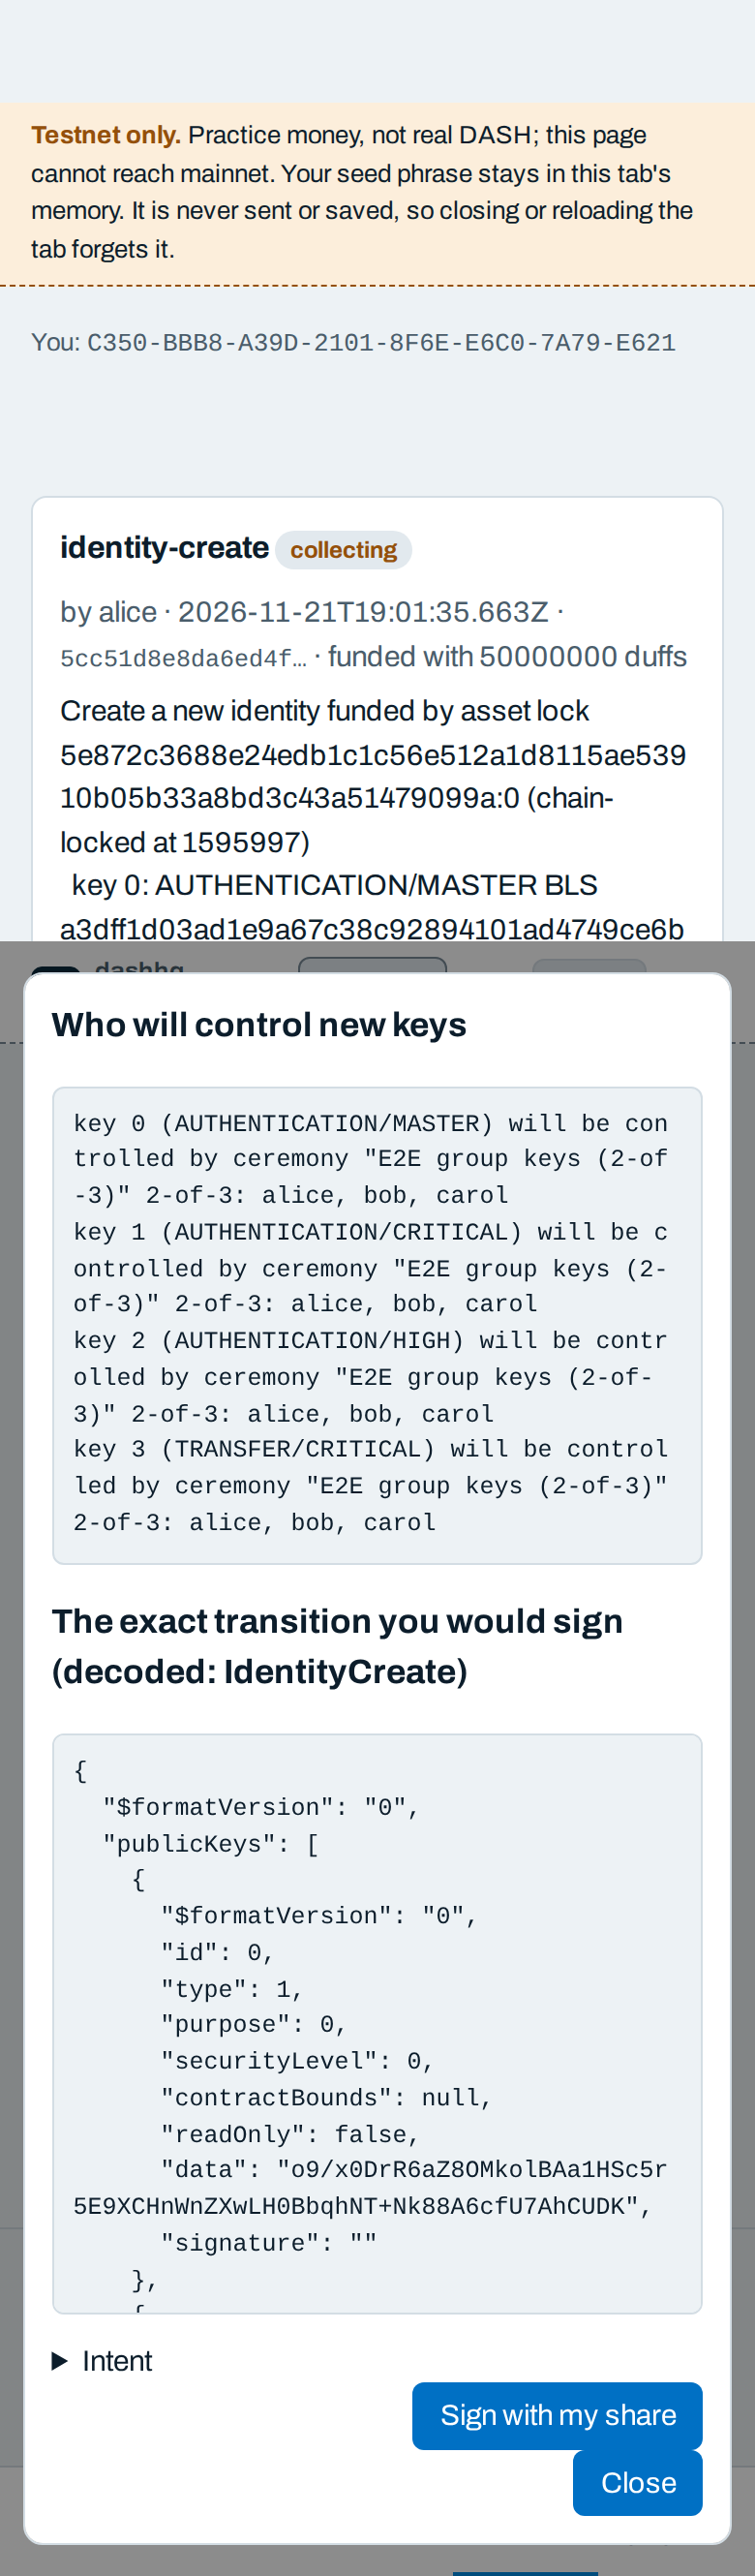 Testnet only. Practice money, not real DASH; this page
cannot reach mainnet. Your seed phrase stays in this tab's
memory. It is never sent or saved, so closing or reloading the
tab forgets it.
You: C350-BBB8-A39D-2101-8F6E-E6C0-7A79-E621
identity-create collecting
by alice · 2026-11-21T19:01:35.663Z ·
5cc51d8e8da6ed4f… · funded with 50000000 duffs
Create a new identity funded by asset lock
5e872c3688e24edb1c1c56e512a1d8115ae539
10b05b33a8bd3c43a51479099a:0 (chain-
locked at 1595997)
key 0: AUTHENTICATION/MASTER BLS
a3dff1d03ad1e9a67c38c92894101ad4749ce6b
dashhq
Who will control new keys
key 0 (AUTHENTICATION/MASTER) will be con
trolled by ceremony "E2E group keys (2-of
-3)" 2-of-3: alice, bob, carol
key 1 (AUTHENTICATION/CRITICAL) will be c
ontrolled by ceremony "E2E group keys (2-
of-3)" 2-of-3: alice, bob, carol
key 2 (AUTHENTICATION/HIGH) will be contr
olled by ceremony "E2E group keys (2-of-
3)" 2-of-3: alice, bob, carol
key 3 (TRANSFER/CRITICAL) will be control
led by ceremony "E2E group keys (2-of-3)"
2-of-3: alice, bob, carol
The exact transition you would sign
(decoded: IdentityCreate)
{
"$formatVersion": "0",
"publicKeys": [
{
"$formatVersion": "0",
"id": 0,
"type": 1,
"purpose": 0,
"securityLevel": 0,
"contractBounds": null,
"readOnly": false,
"data": "o9/x0DrR6aZ8OMkolBAa1HSc5r
5E9XCHnWnZXwLH0BbqhNT+Nk88A6cfU7AhCUDK",
"signature": ""
},
{
Intent
Sign with my share
Close